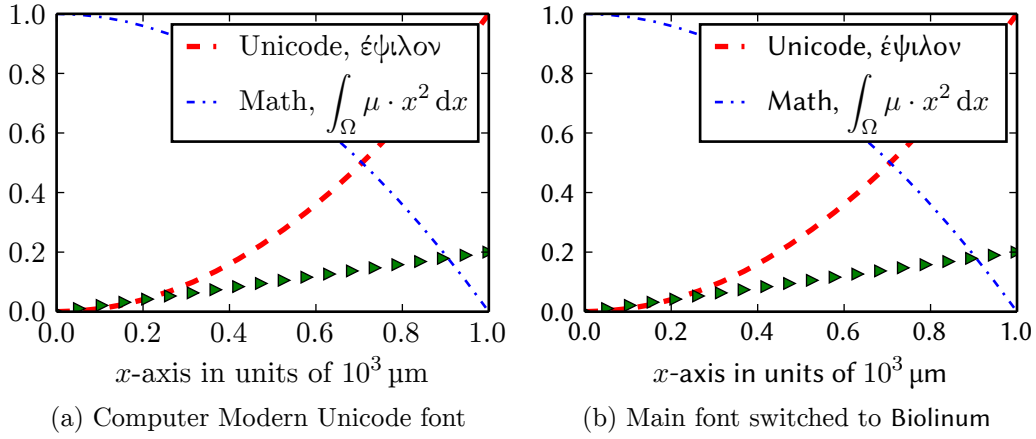 1.0
0.8
0.6
0.4
0.2
0.0
Unicode, έψιλον
Math, ∫_Ω μ · x² dx
0.0 0.2 0.4 0.6 0.8 1.0
x-axis in units of 10³ µm
(a) Computer Modern Unicode font
1.0
0.8
0.6
0.4
0.2
0.0
Unicode, έψιλον
Math, ∫_Ω μ · x² dx
0.0 0.2 0.4 0.6 0.8 1.0
x-axis in units of 10³ µm
(b) Main font switched to Biolinum